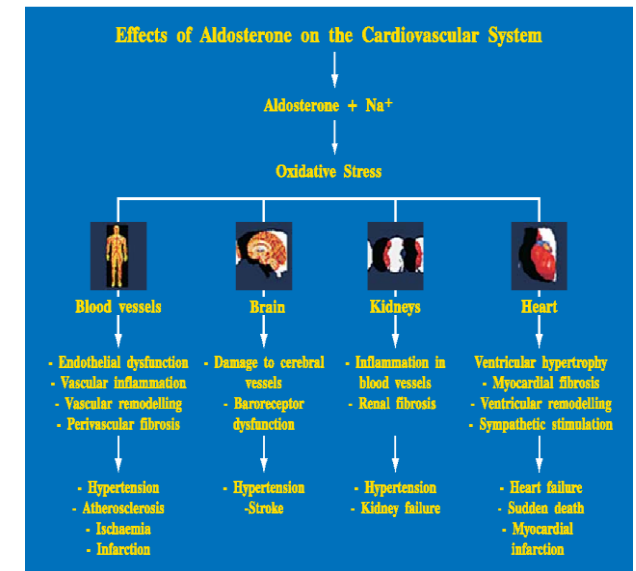 Effects of Aldosterone on the Cardiovascular System
Aldosterone + Na+
Oxidative Stress
Blood vessels
- Endothelial dysfunction
- Vascular inflammation
- Vascular remodelling
- Perivascular fibrosis
- Hypertension
- Atherosclerosis
- Ischaemia
- Infarction
Brain
- Damage to cerebral
vessels
- Baroreceptor
dysfunction
- Hypertension
-Stroke
Kidneys
- Inflammation in
blood vessels
- Renal fibrosis
- Hypertension
- Kidney failure
Heart
Ventricular hypertrophy
- Myocardial fibrosis
- Ventricular remodelling
- Sympathetic stimulation
- Heart failure
- Sudden death
- Myocardial
infarction